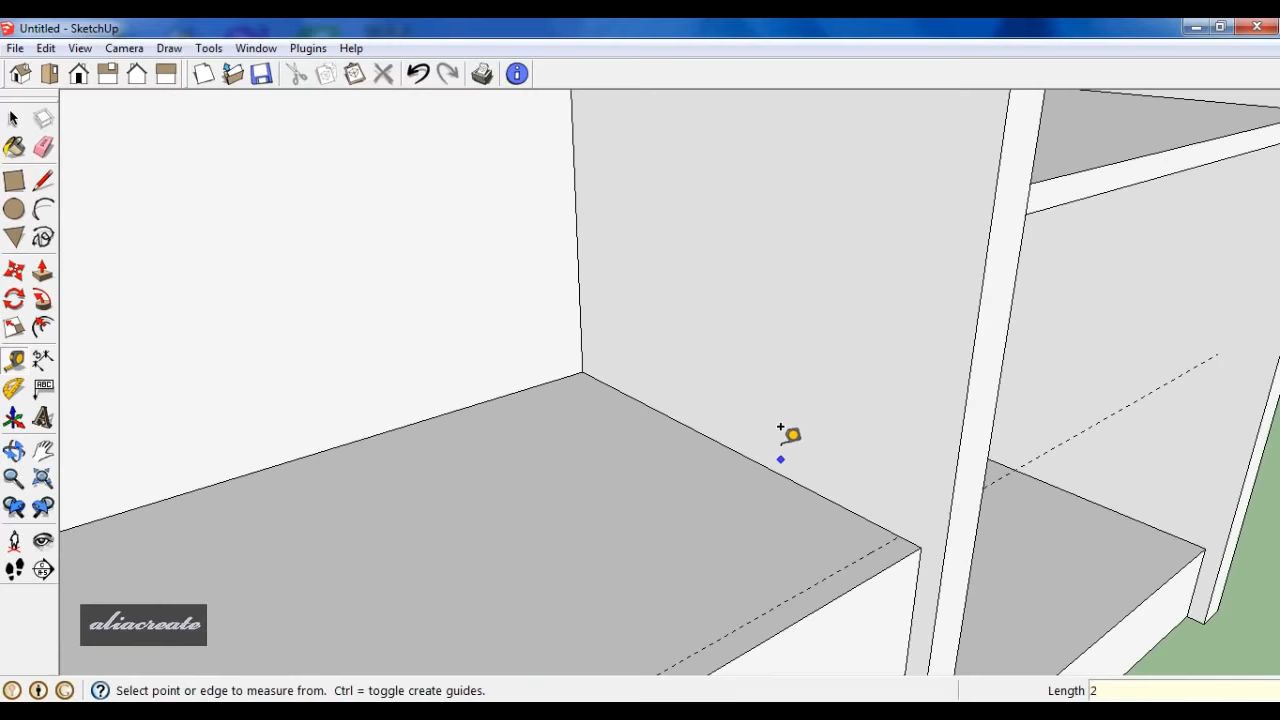 Untitled - SketchUp
File Edit View Camera Draw Tools Window Plugins Help
ABC
aliacreate
Select point or edge to measure from. Ctrl = toggle create guides.
Length 2